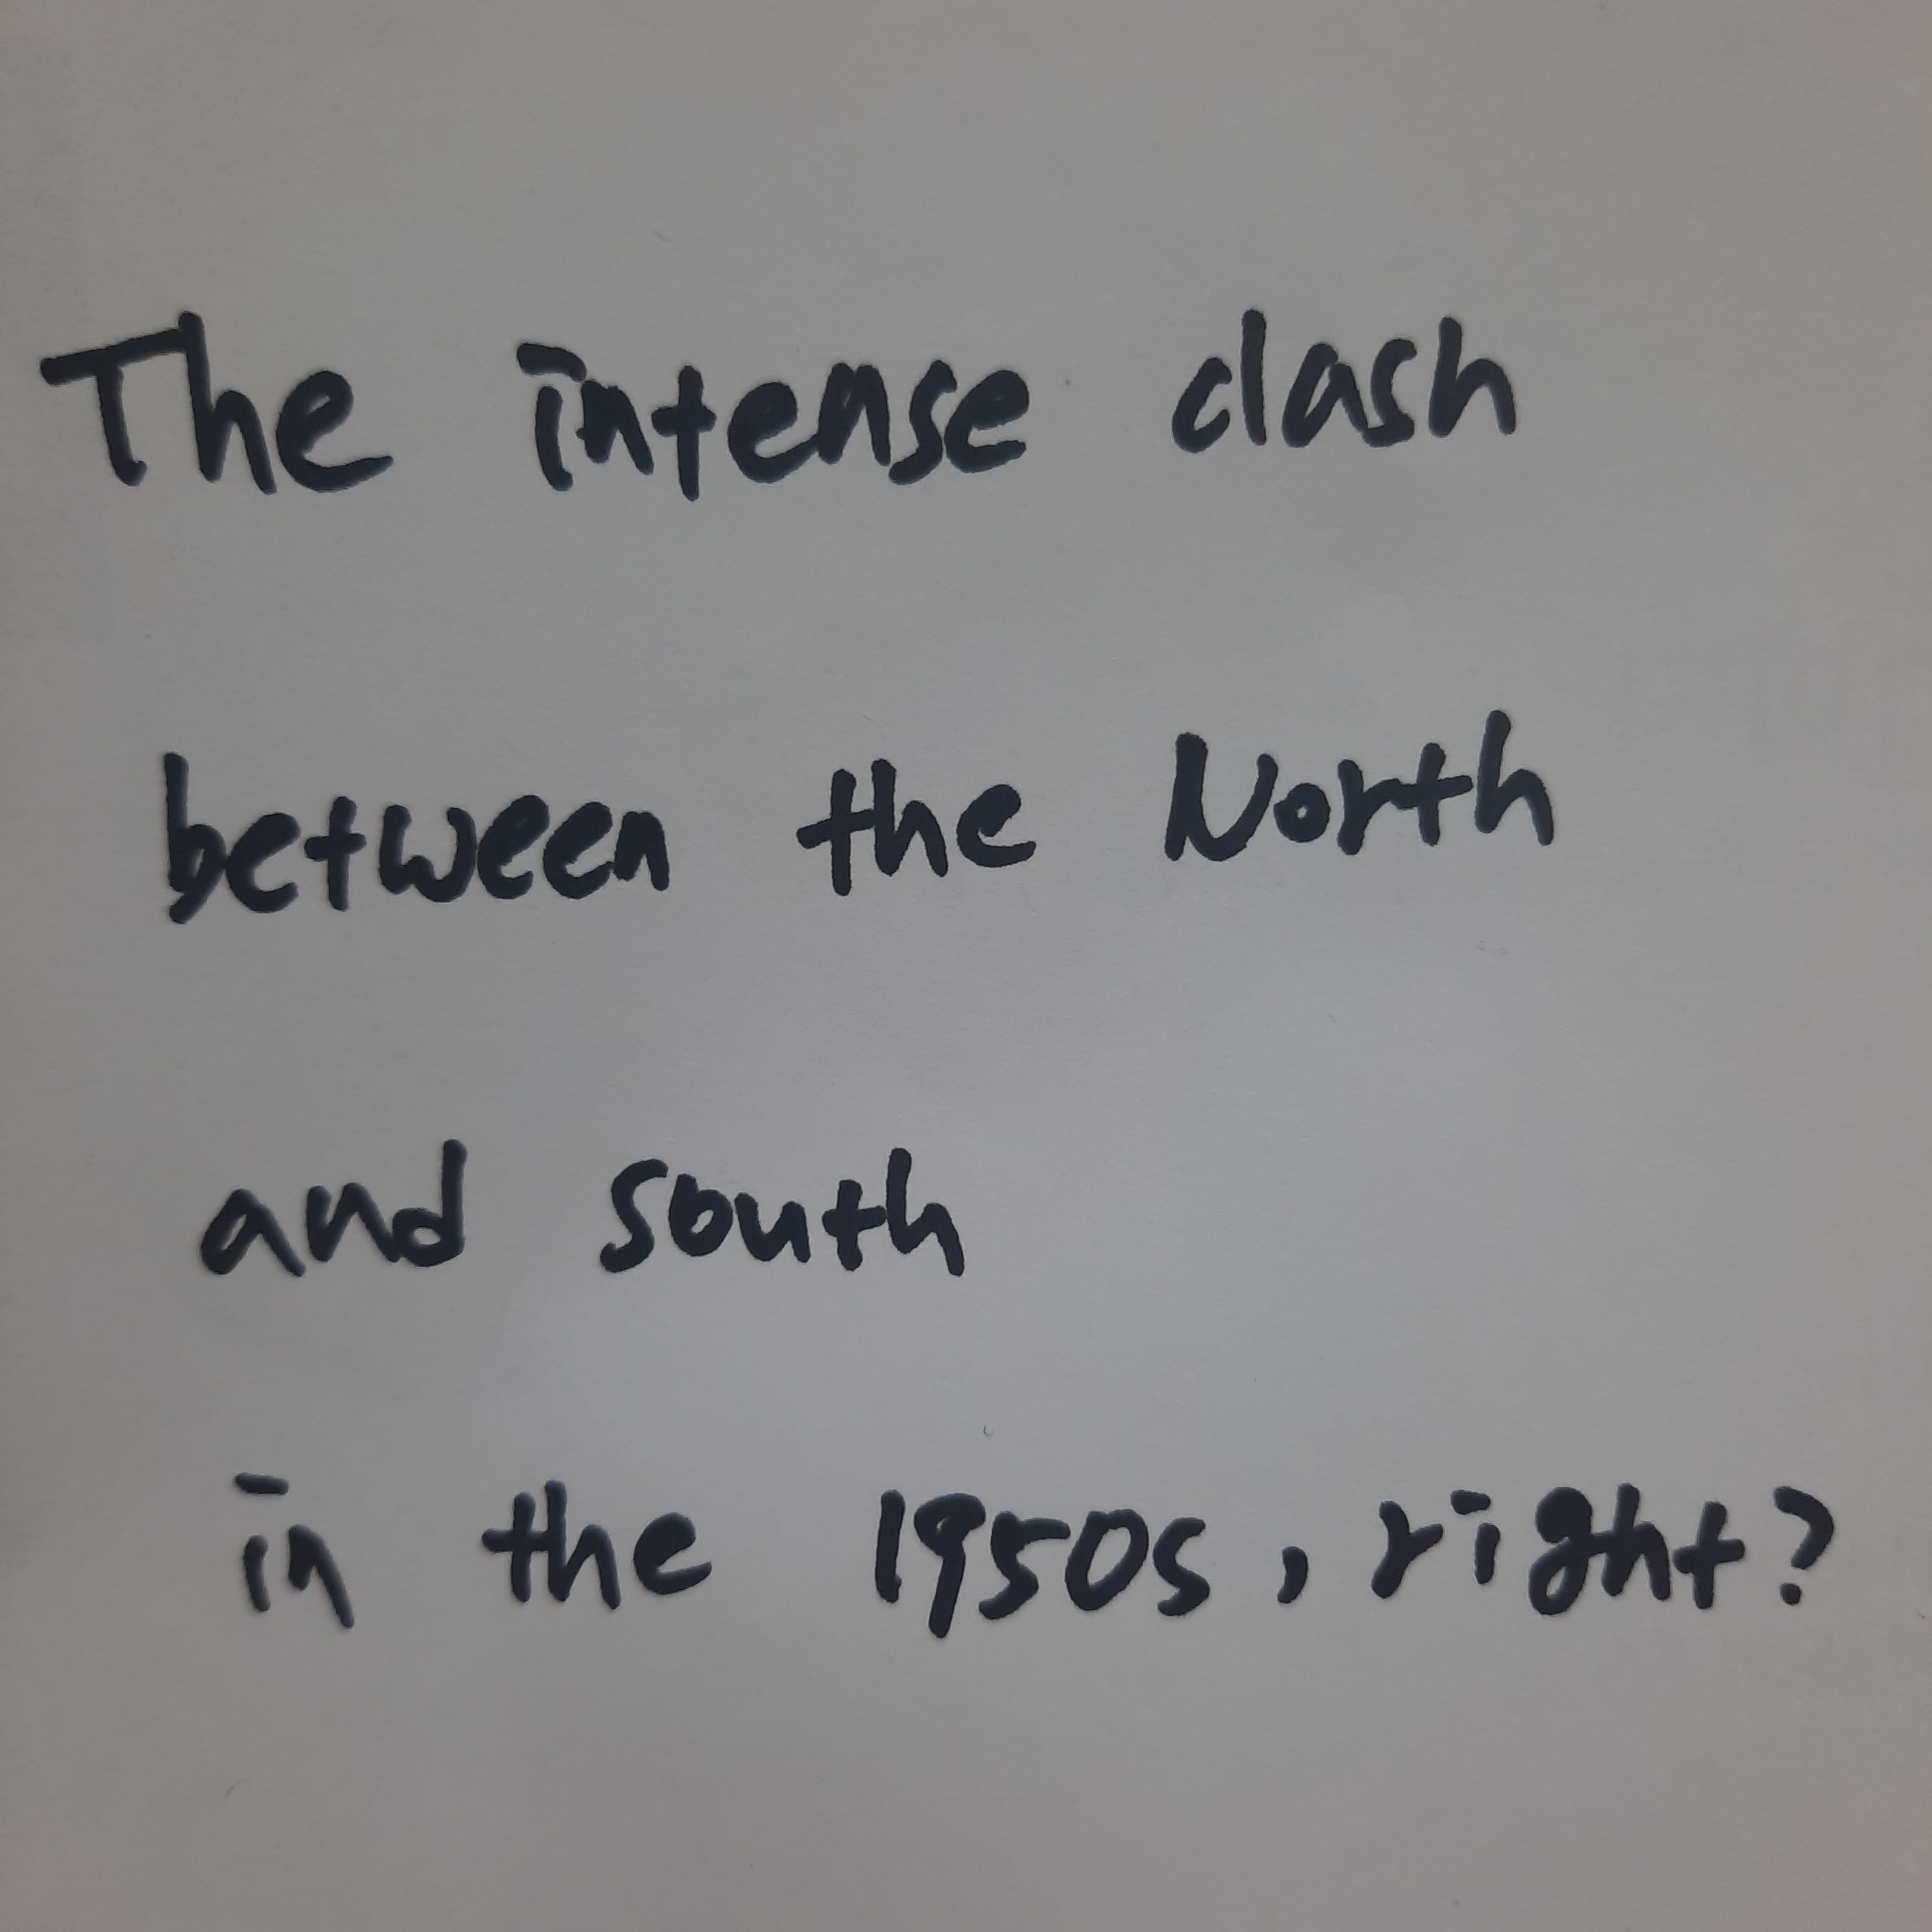 The intense clash
between the North
and south
in the 1950s, right?